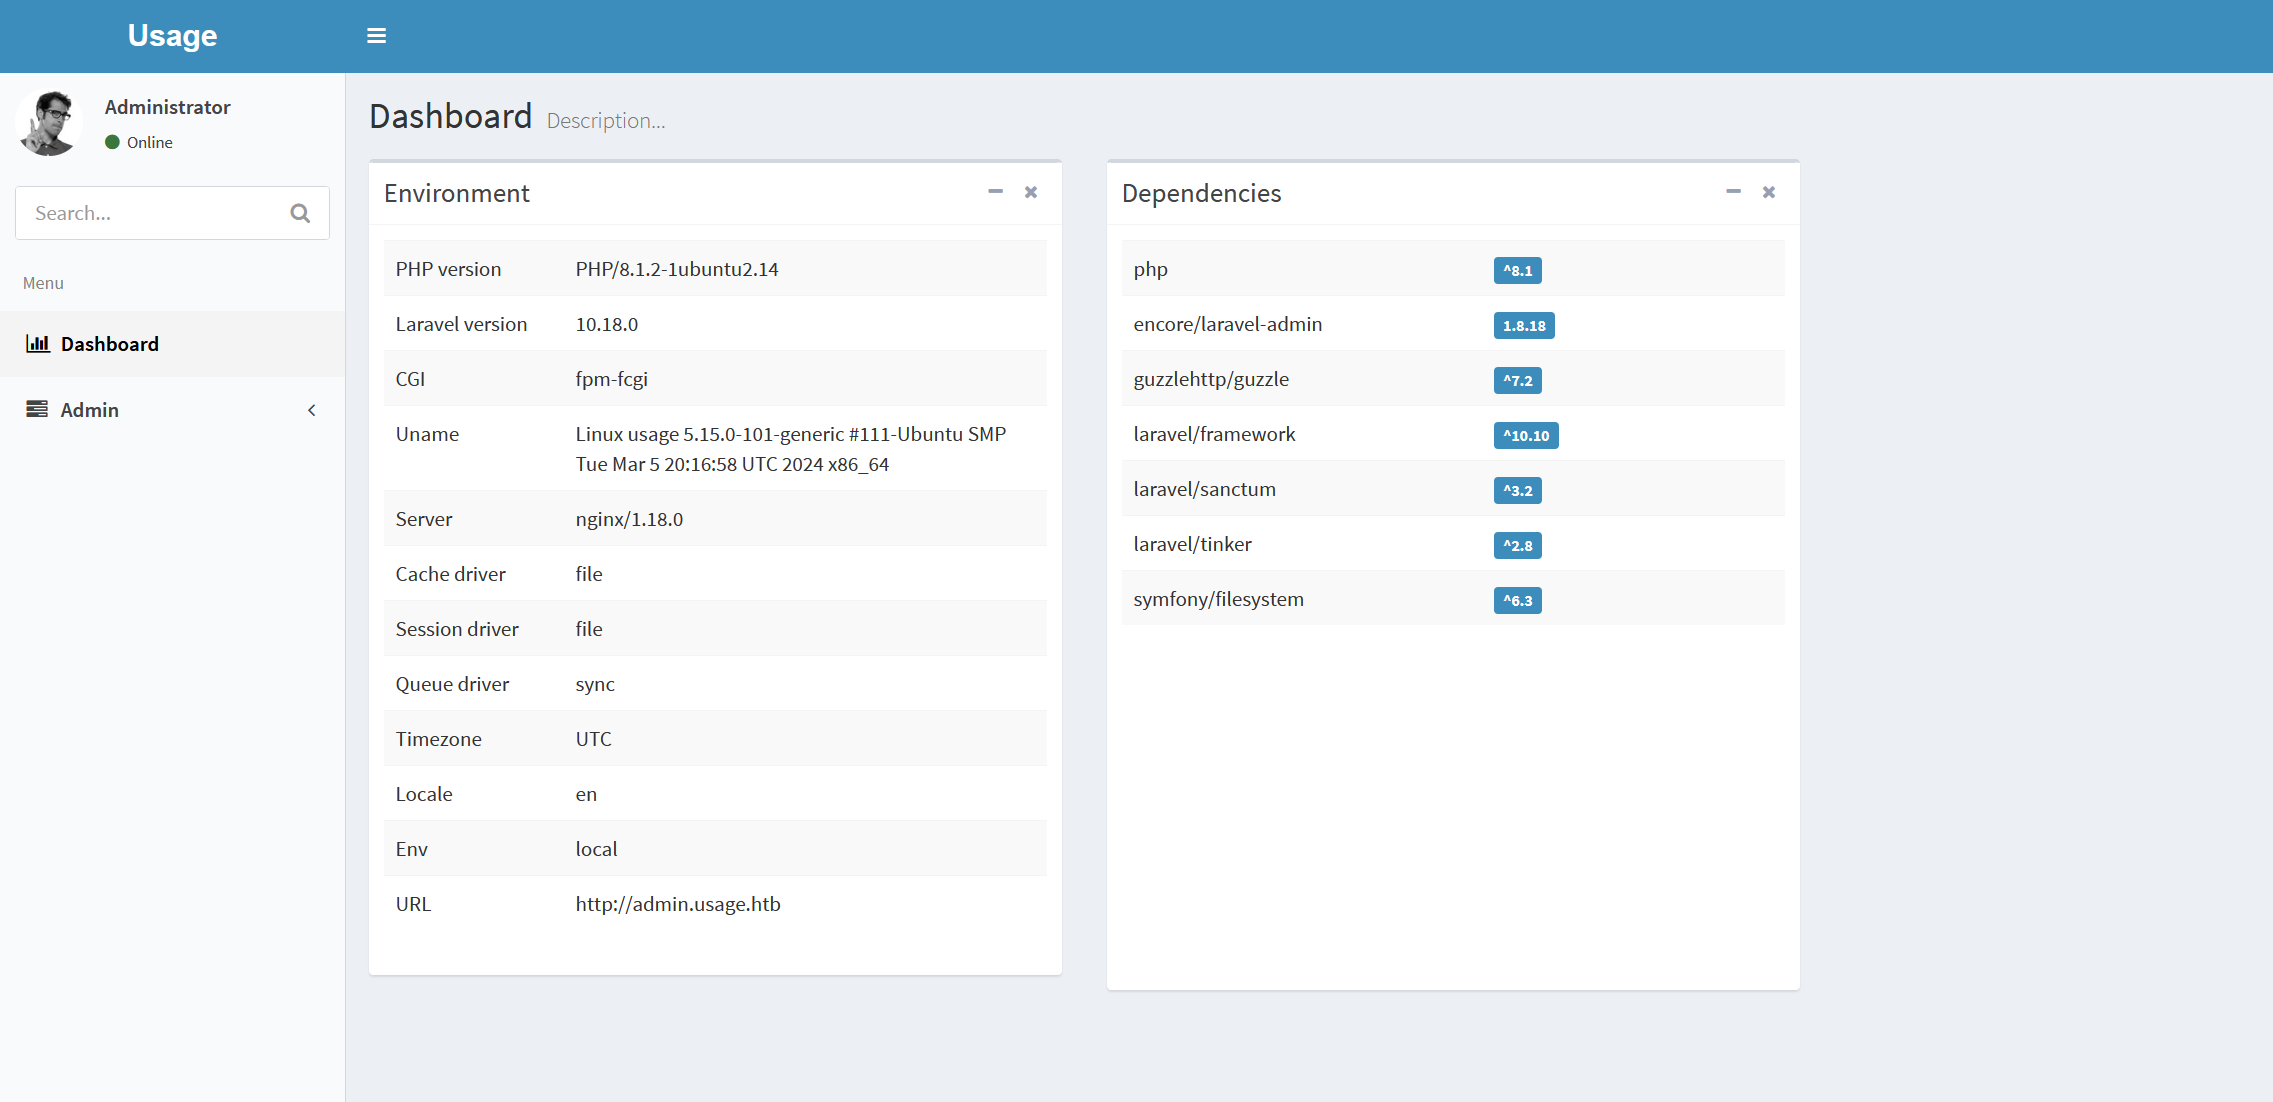 Usage
Administrator
Online
Search...
Menu
Dashboard
Admin
Dashboard Description...
Environment
PHP version PHP/8.1.2-1ubuntu2.14
Laravel version 10.18.0
CGI fpm-fcgi
Uname Linux usage 5.15.0-101-generic #111-Ubuntu SMP
Tue Mar 5 20:16:58 UTC 2024 x86_64
Server nginx/1.18.0
Cache driver file
Session driver file
Queue driver sync
Timezone UTC
Locale en
Env local
URL http://admin.usage.htb
Dependencies
php ^8.1
encore/laravel-admin 1.8.18
guzzlehttp/guzzle ^7.2
laravel/framework ^10.10
laravel/sanctum ^3.2
laravel/tinker ^2.8
symfony/filesystem ^6.3